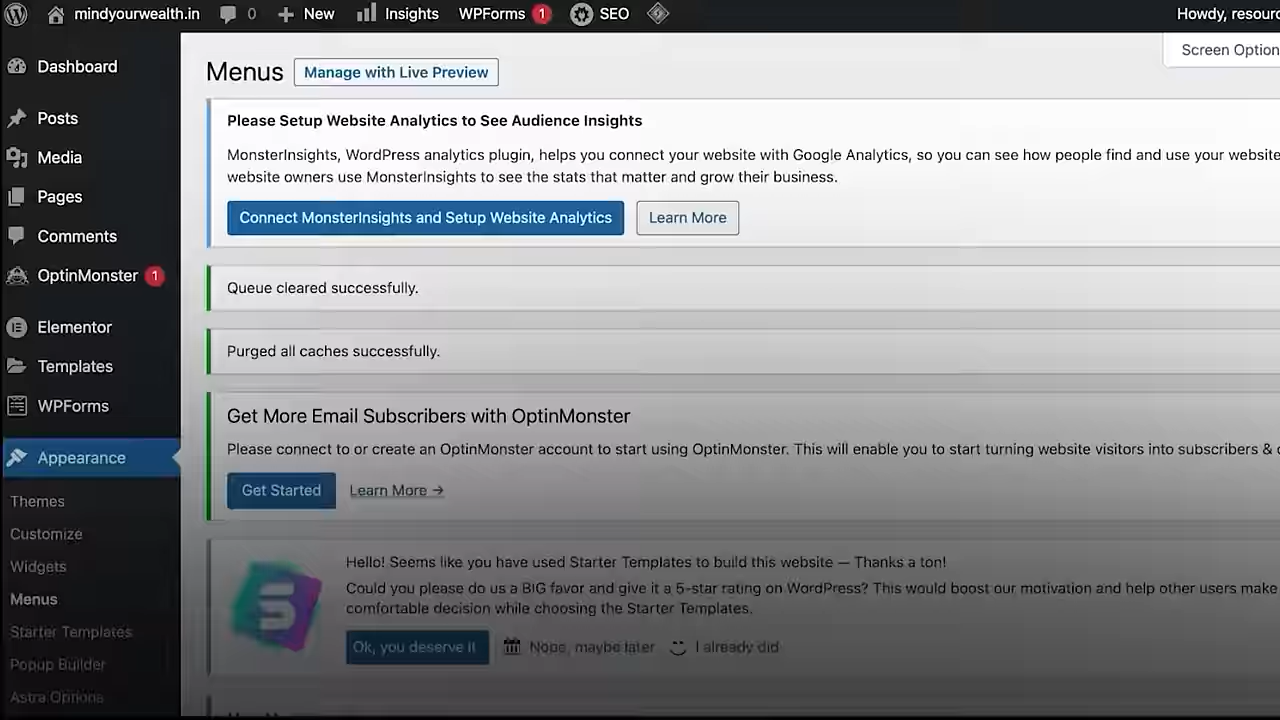 mindyourwealth.in 0 New Insights WPForms 1 SEO Howdy, resourc
Screen Option
Dashboard
Posts
Media
Pages
Comments
OptinMonster 1
Elementor
Templates
WPForms
Appearance
Themes
Customize
Widgets
Menus
Starter Templates
Popup Builder
Astra Options
Menus Manage with Live Preview
Please Setup Website Analytics to See Audience Insights
MonsterInsights, WordPress analytics plugin, helps you connect your website with Google Analytics, so you can see how people find and use your website
website owners use MonsterInsights to see the stats that matter and grow their business.
Connect MonsterInsights and Setup Website Analytics Learn More
Queue cleared successfully.
Purged all caches successfully.
Get More Email Subscribers with OptinMonster
Please connect to or create an OptinMonster account to start using OptinMonster. This will enable you to start turning website visitors into subscribers &
Get Started Learn More →
Hello! Seems like you have used Starter Templates to build this website — Thanks a ton!
Could you please do us a BIG favor and give it a 5-star rating on WordPress? This would boost our motivation and help other users make
comfortable decision while choosing the Starter Templates.
Ok, you deserve it Nope, maybe later I already did